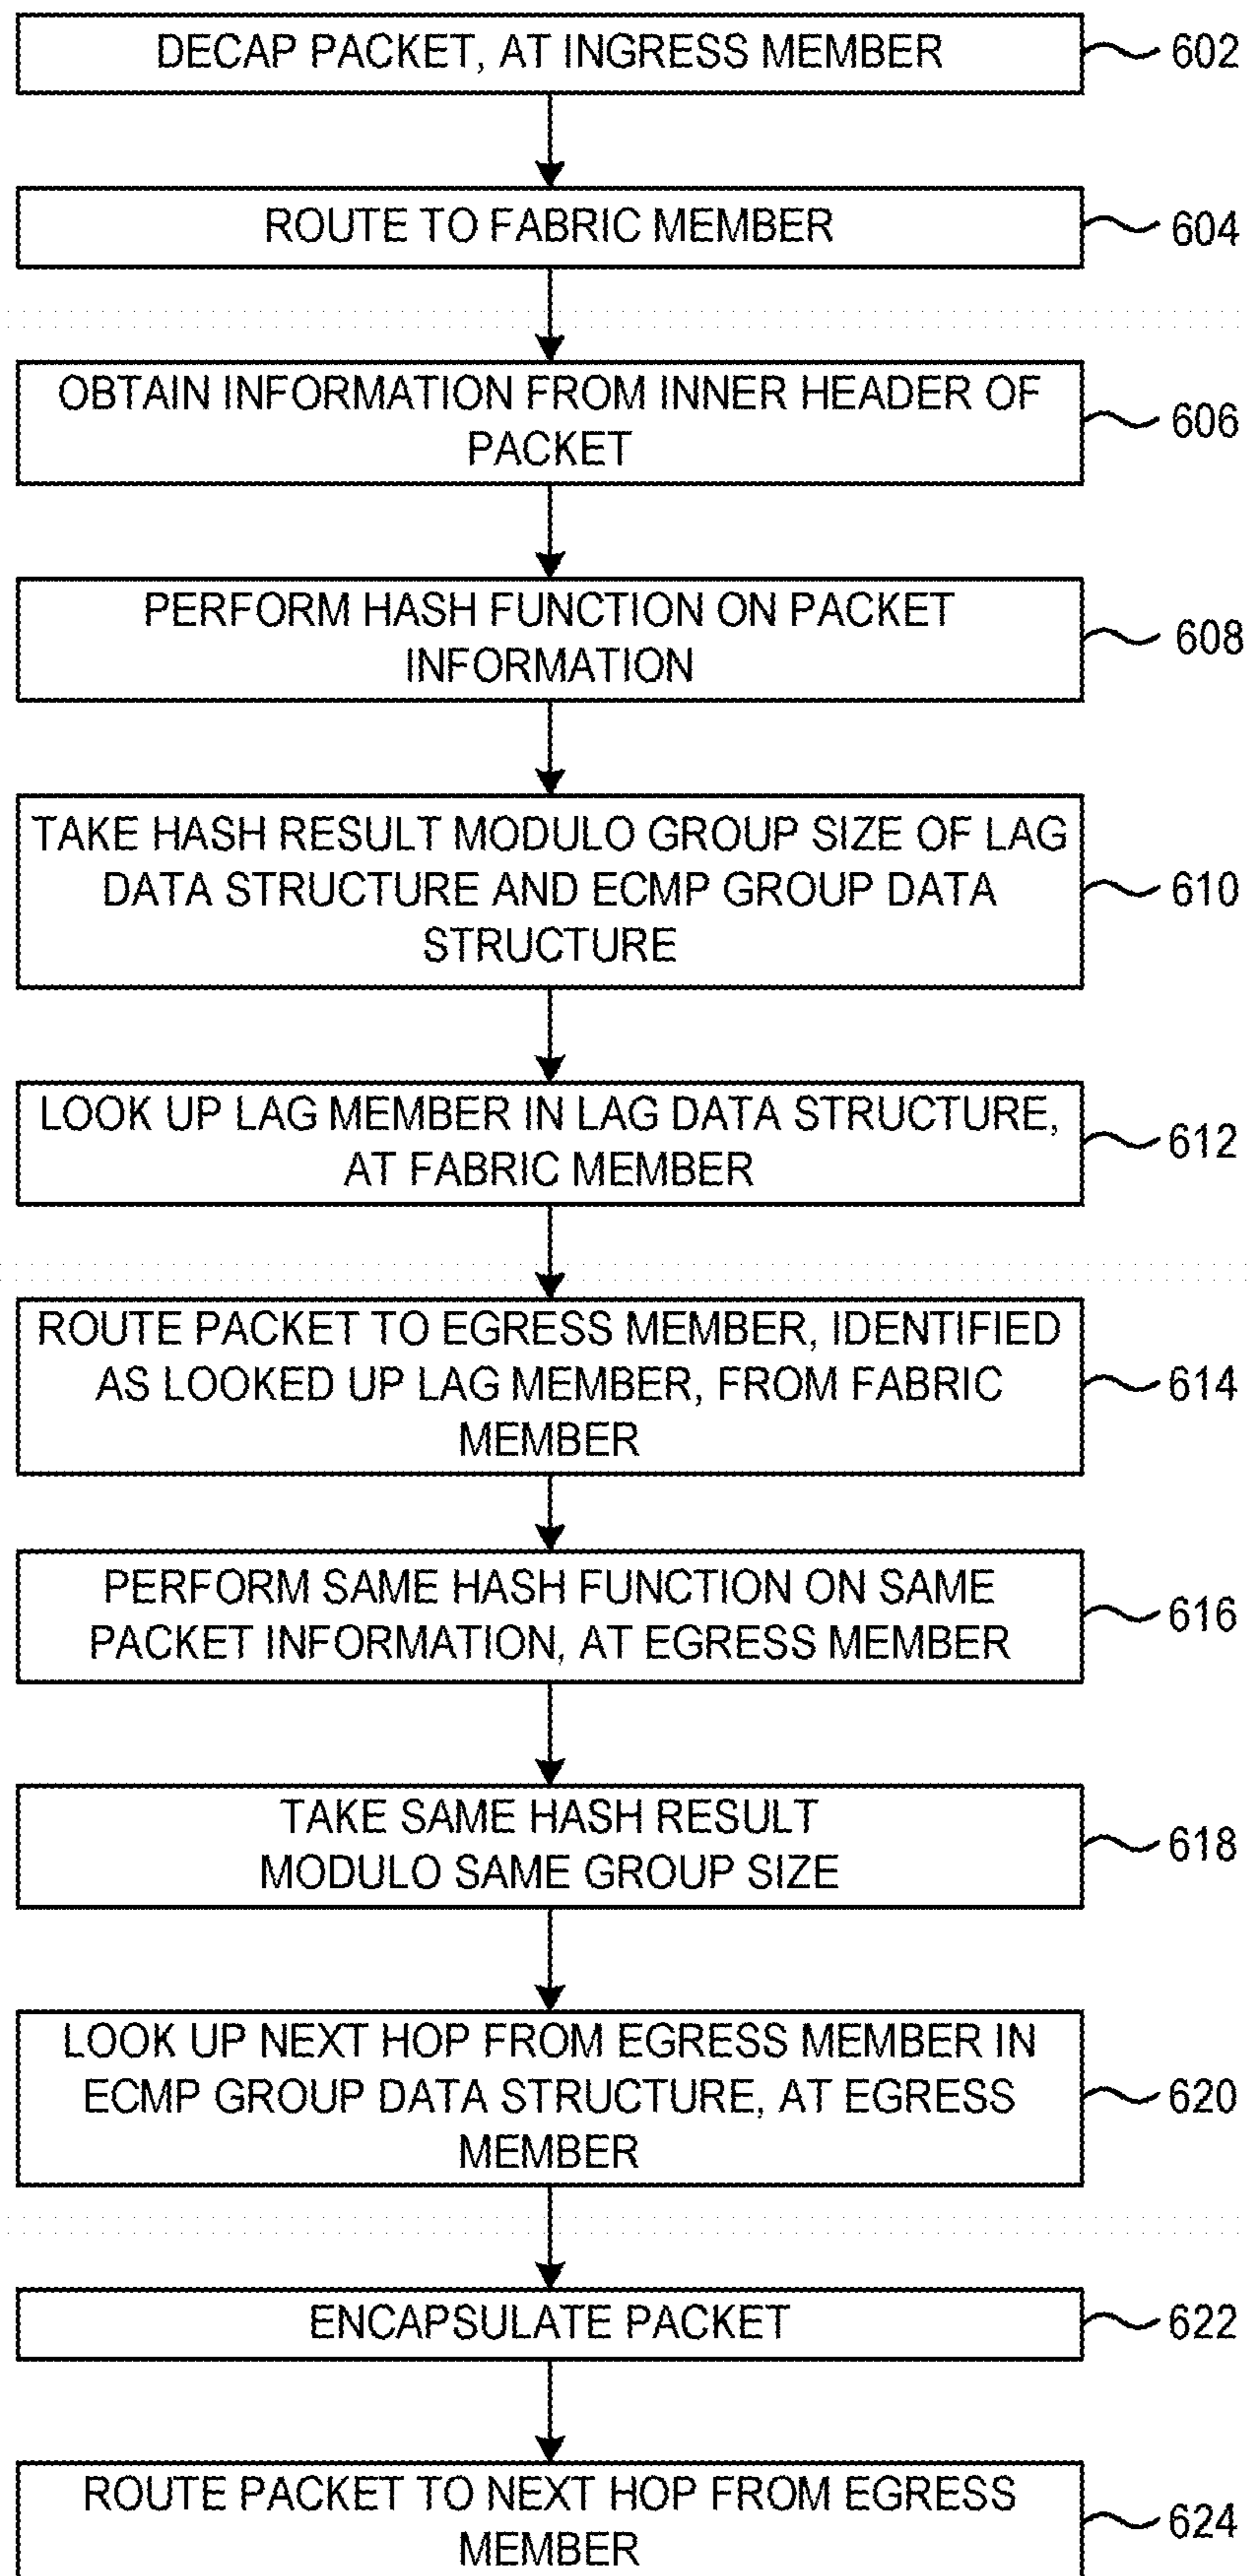 DECAP PACKET, AT INGRESS MEMBER
602
ROUTE TO FABRIC MEMBER
604
OBTAIN INFORMATION FROM INNER HEADER OF
PACKET
606
PERFORM HASH FUNCTION ON PACKET
INFORMATION
608
TAKE HASH RESULT MODULO GROUP SIZE OF LAG
DATA STRUCTURE AND ECMP GROUP DATA
STRUCTURE
610
LOOK UP LAG MEMBER IN LAG DATA STRUCTURE,
AT FABRIC MEMBER
612
ROUTE PACKET TO EGRESS MEMBER, IDENTIFIED
AS LOOKED UP LAG MEMBER, FROM FABRIC
MEMBER
614
PERFORM SAME HASH FUNCTION ON SAME
PACKET INFORMATION, AT EGRESS MEMBER
616
TAKE SAME HASH RESULT
MODULO SAME GROUP SIZE
618
LOOK UP NEXT HOP FROM EGRESS MEMBER IN
ECMP GROUP DATA STRUCTURE, AT EGRESS
MEMBER
620
ENCAPSULATE PACKET
622
ROUTE PACKET TO NEXT HOP FROM EGRESS
MEMBER
624